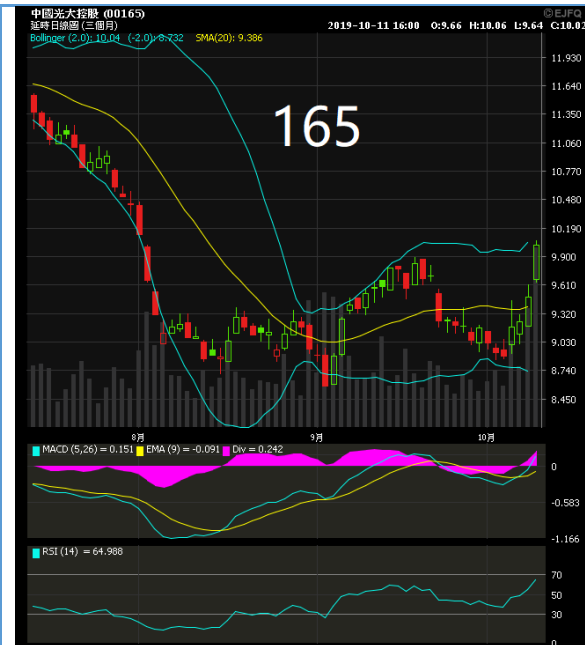 中國光大控股 (00165)
©EJFQ
延時日線圖 (三個月)
2019-10-11 16:00 O:9.66 H:10.06 L:9.64 C:10.02
Bollinger (2.0): 10.04 (-2.0): 8.732 SMA(20): 9.386
11.930
11.640
165
11.350
11.060
10.770
10.480
10.190
9.900
9.610
9.320
9.030
8.740
8.450
8月 9月 10月
MACD (5,26) = 0.151 EMA (9) = -0.091 Div = 0.242
0
-0.583
-1.166
RSI (14) = 64.988
70
50
30
0